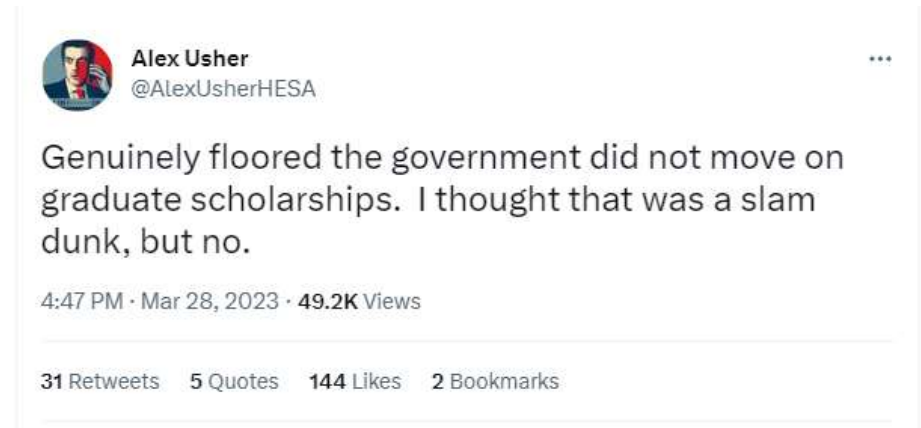 Alex Usher
@AlexUsherHESA
Genuinely floored the government did not move on
graduate scholarships.  I thought that was a slam
dunk, but no.
4:47 PM · Mar 28, 2023 · 49.2K Views
31 Retweets 5 Quotes 144 Likes 2 Bookmarks